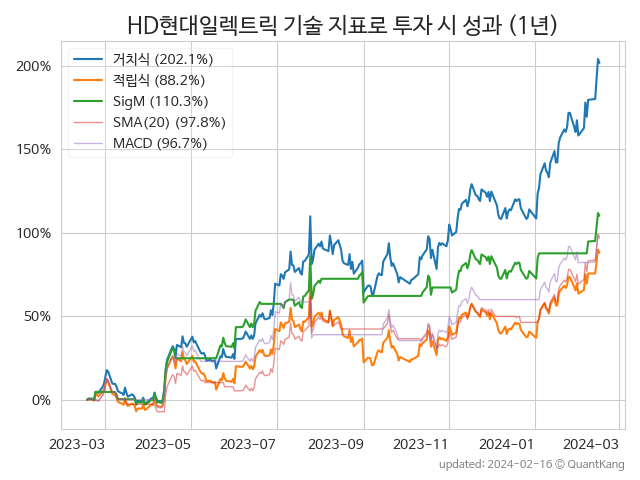 HD현대일렉트릭 기술 지표로 투자 시 성과 (1년)
거치식 (202.1%)
적립식 (88.2%)
SigM (110.3%)
SMA(20) (97.8%)
MACD (96.7%)
200%
150%
100%
50%
0%
2023-03 2023-05 2023-07 2023-09 2023-11 2024-01 2024-03
updated: 2024-02-16 © QuantKang